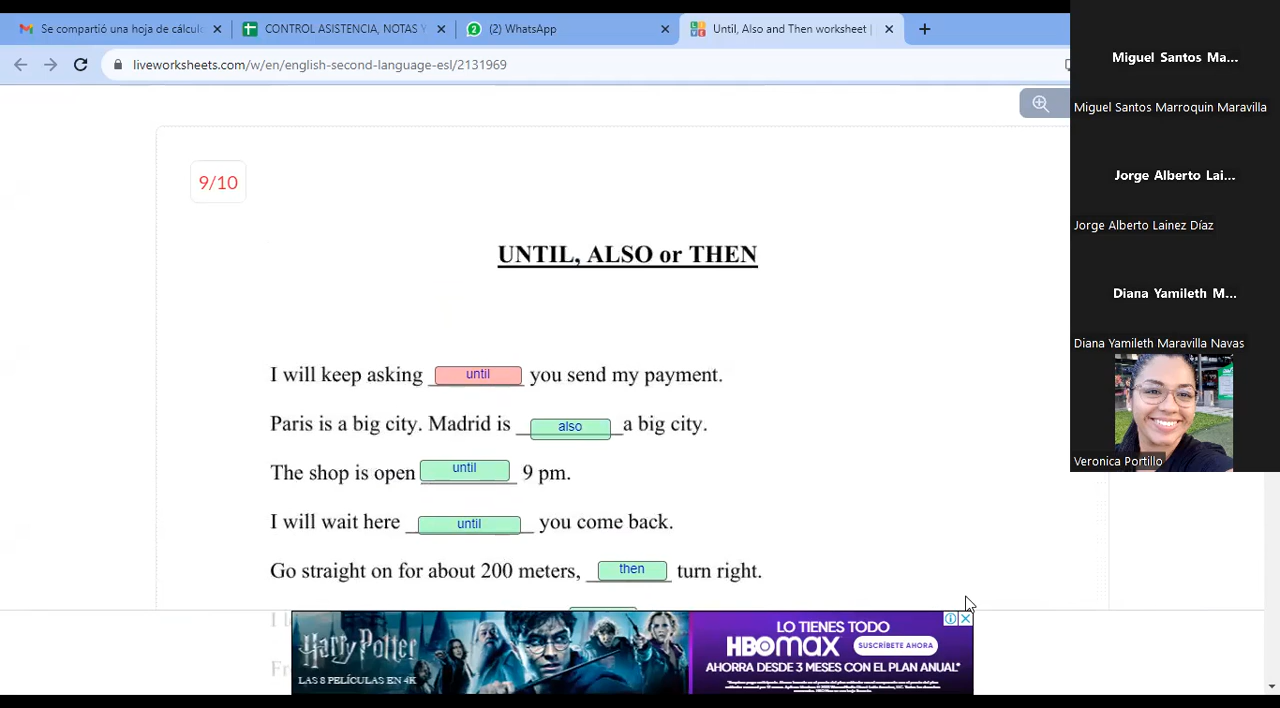 Se compartió una hoja de cálcu
CONTROL ASISTENCIA, NOTAS Y
2 (2) WhatsApp
Until, Also and Then worksheet |
liveworksheets.com/w/en/english-second-language-esl/2131969
Miguel Santos Ma...
Miguel Santos Marroquin Maravilla
Jorge Alberto Lai...
Jorge Alberto Lainez Díaz
Diana Yamileth M...
Diana Yamileth Maravilla Navas
Veronica Portillo
9/10
UNTIL, ALSO or THEN
I will keep asking until you send my payment.
Paris is a big city. Madrid is also a big city.
The shop is open until 9 pm.
I will wait here until you come back.
Go straight on for about 200 meters, then turn right.
Harry Potter
LAS 8 PELÍCULAS EN 4K
LO TIENES TODO
HBOMAX SUSCRÍBETE AHORA
AHORRA DESDE 3 MESES CON EL PLAN ANUAL*